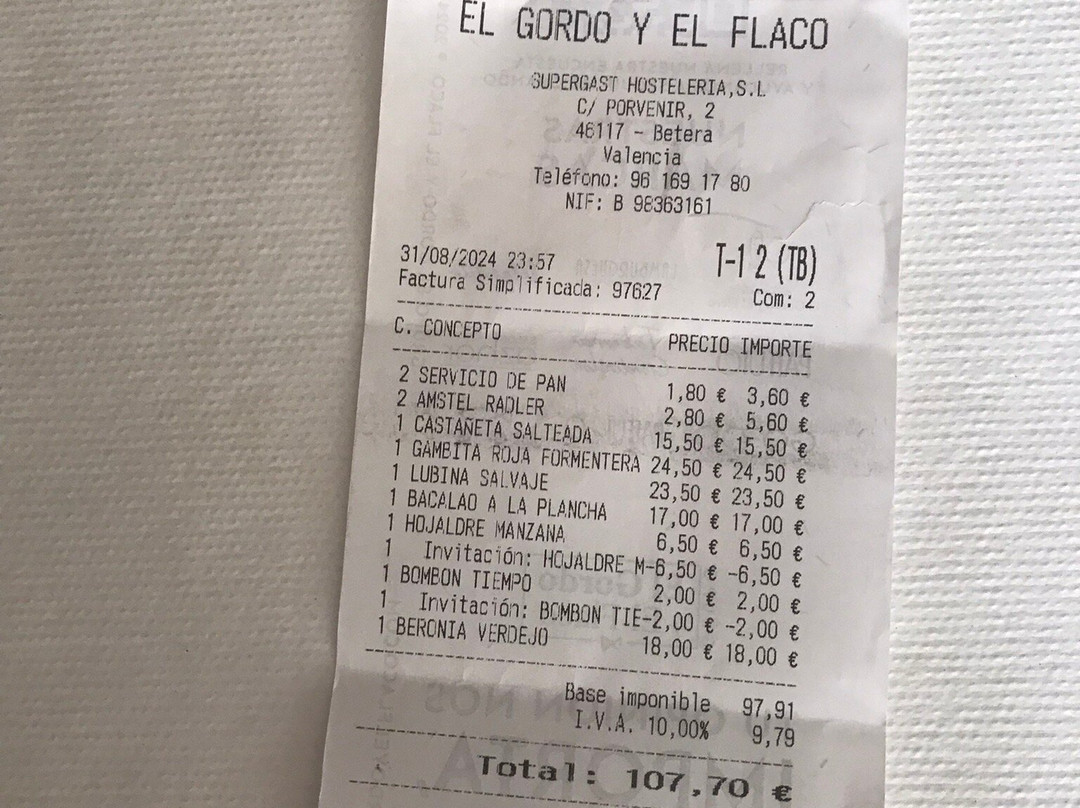 EL GORDO Y EL FLACO
SUPERGAST HOSTELERIA,S.L
C/ PORVENIR, 2
46117 - Betera
Valencia
Teléfono: 96 169 17 80
NIF: B 98363161
31/08/2024 23:57 T-1 2 (TB)
Factura Simplificada: 97627 Com: 2
C. CONCEPTO PRECIO IMPORTE
2 SERVICIO DE PAN 1,80 € 3,60 €
2 AMSTEL RADLER 2,80 € 5,60 €
1 CASTAÑETA SALTEADA 15,50 € 15,50 €
1 GAMBITA ROJA FORMENTERA 24,50 € 24,50 €
1 LUBINA SALVAJE 23,50 € 23,50 €
1 BACALAO A LA PLANCHA 17,00 € 17,00 €
1 HOJALDRE MANZANA 6,50 € 6,50 €
1 Invitación: HOJALDRE M-6,50 € -6,50 €
1 BOMBON TIEMPO 2,00 € 2,00 €
1 Invitación: BOMBON TIE-2,00 € -2,00 €
1 BERONIA VERDEJO 18,00 € 18,00 €
Base imponible 97,91
I.V.A. 10,00% 9,79
Total: 107,70 €